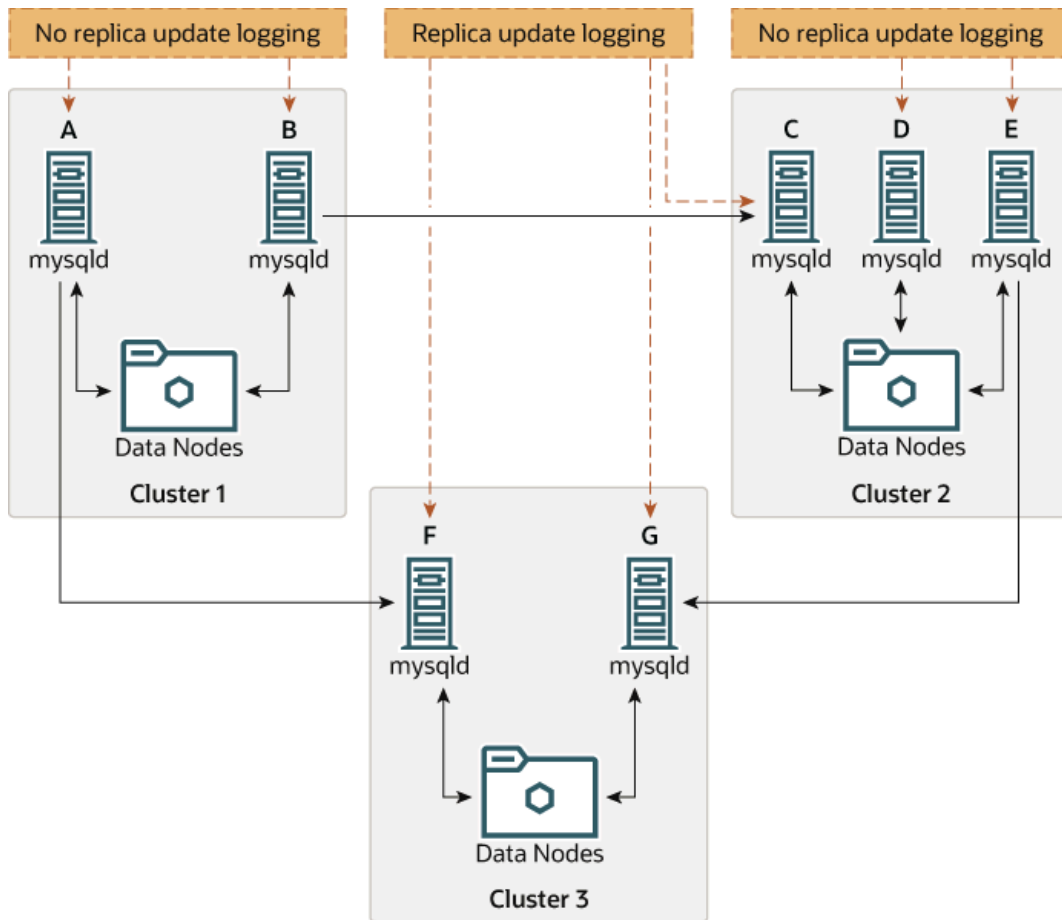 No replica update logging
Replica update logging
No replica update logging
A
B
C
D
E
mysqld
mysqld
mysqld
mysqld
mysqld
Data Nodes
Data Nodes
Cluster 1
Cluster 2
F
G
mysqld
mysqld
Data Nodes
Cluster 3